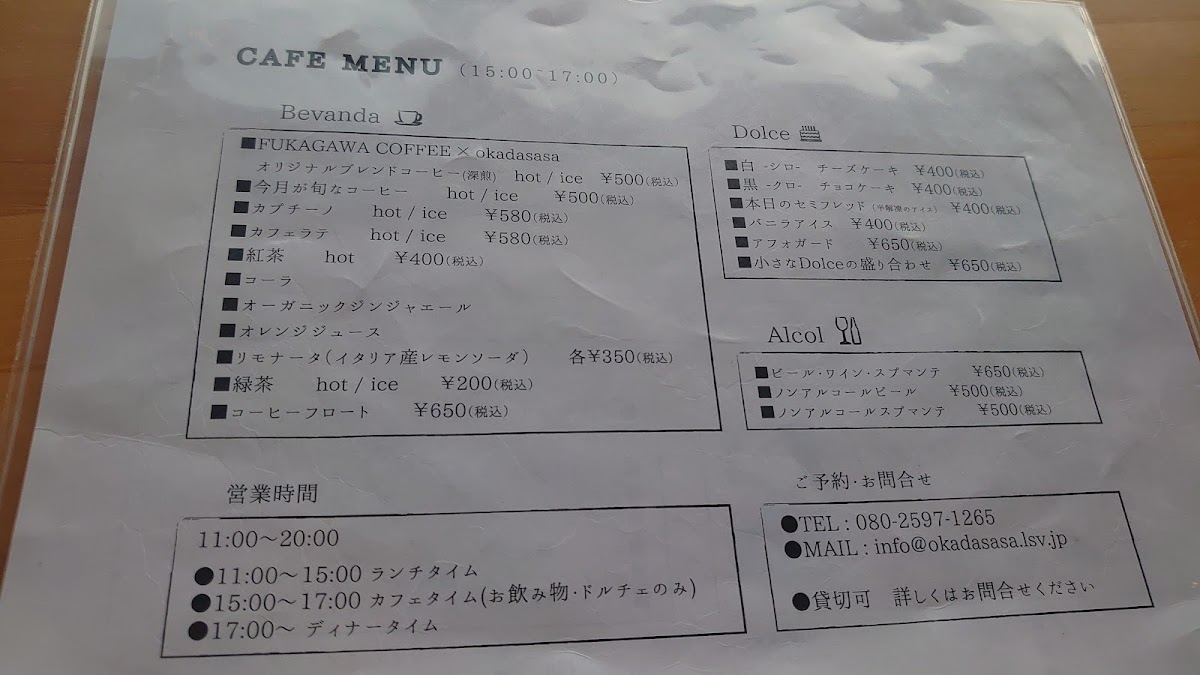 CAFE MENU (15:00~17:00)
Bevanda
■FUKAGAWA COFFEE×okadasasa
オリジナルブレンドコーヒー(深煎) hot / ice ¥500(税込)
■今月が旬なコーヒー hot / ice ¥500(税込)
■カプチーノ hot / ice ¥580(税込)
■カフェラテ hot / ice ¥580(税込)
■紅茶 hot ¥400(税込)
■コーラ
■オーガニックジンジャエール
■オレンジジュース
■リモナータ(イタリア産レモンソーダ) 各¥350(税込)
■緑茶 hot / ice ¥200(税込)
■コーヒーフロート ¥650(税込)
Dolce
■白 -シロ- チーズケーキ ¥400(税込)
■黒 -クロ- チョコケーキ ¥400(税込)
■本日のセミフレッド (半解凍のアイス) ¥400(税込)
■バニラアイス ¥400(税込)
■アフォガード ¥650(税込)
■小さなDolceの盛り合わせ ¥650(税込)
Alcol
■ビール・ワイン・スプマンテ ¥650(税込)
■ノンアルコールビール ¥500(税込)
■ノンアルコールスプマンテ ¥500(税込)
営業時間
11:00～20:00
●11:00～15:00 ランチタイム
●15:00～17:00 カフェタイム(お飲み物・ドルチェのみ)
●17:00～ ディナータイム
ご予約・お問合せ
●TEL : 080-2597-1265
●MAIL : info@okadasasa.lsv.jp
●貸切可 詳しくはお問合せください